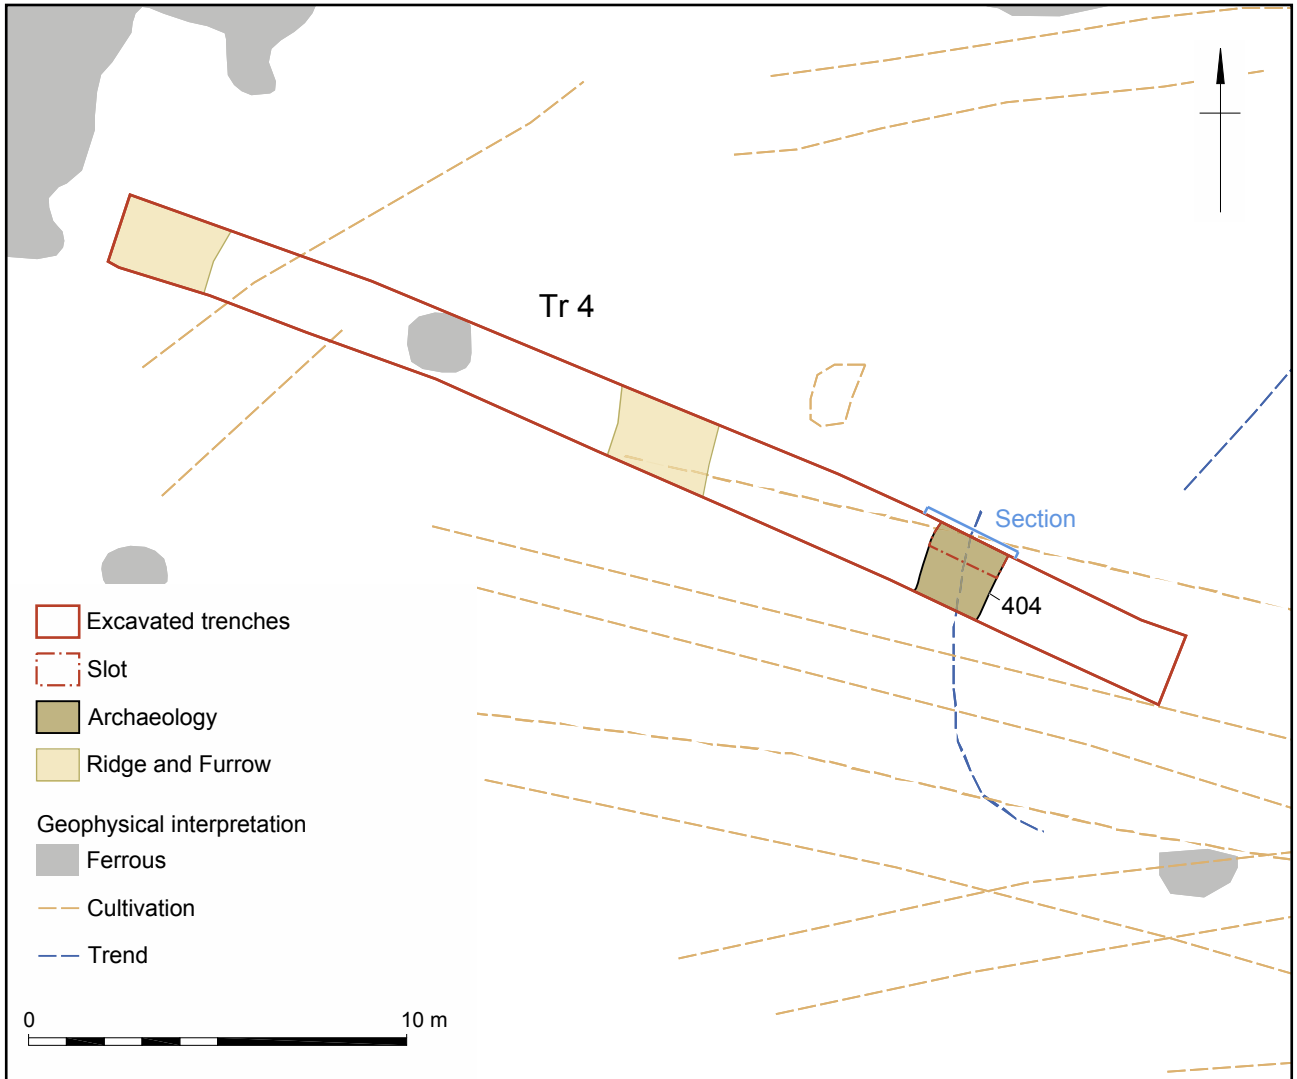 Tr 4
Section
404
Excavated trenches
Slot
Archaeology
Ridge and Furrow
Geophysical interpretation
Ferrous
Cultivation
Trend
0 10 m